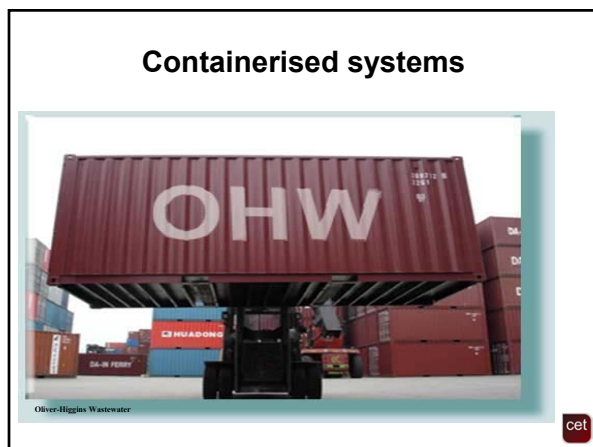 Containerised systems
OHW
HUADONG
DA-IN FERRY
Oliver-Higgins Wastewater
cet